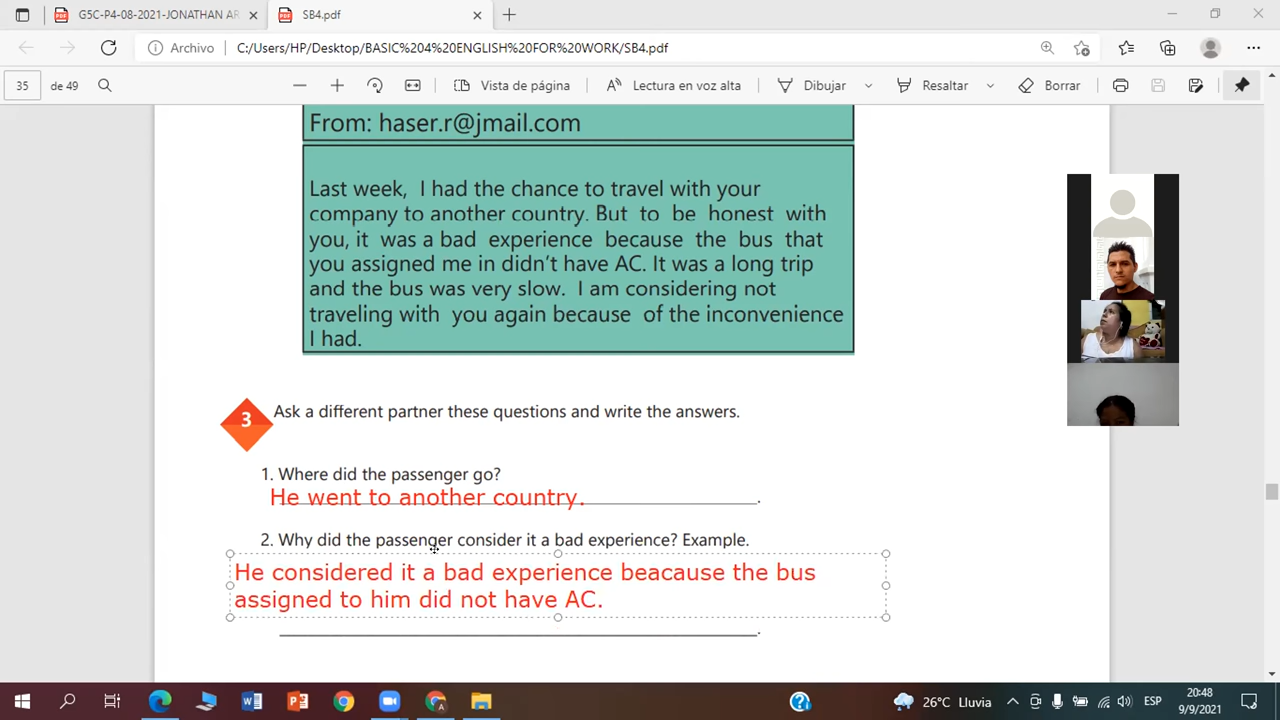 G5C-P4-08-2021-JONATHAN AR
SB4.pdf
Archivo
C:/Users/HP/Desktop/BASIC%204%20ENGLISH%20FOR%20WORK/SB4.pdf
35
de 49
Vista de página
Lectura en voz alta
Dibujar
Resaltar
Borrar
From: haser.r@jmail.com
Last week, I had the chance to travel with your
company to another country. But to be honest with
you, it was a bad experience because the bus that
you assigned me in didn't have AC. It was a long trip
and the bus was very slow. I am considering not
traveling with you again because of the inconvenience
I had.
3
Ask a different partner these questions and write the answers.
1. Where did the passenger go?
He went to another country.
2. Why did the passenger consider it a bad experience? Example.
He considered it a bad experience beacause the bus
assigned to him did not have AC.
26°C Lluvia
ESP
20:48
9/9/2021